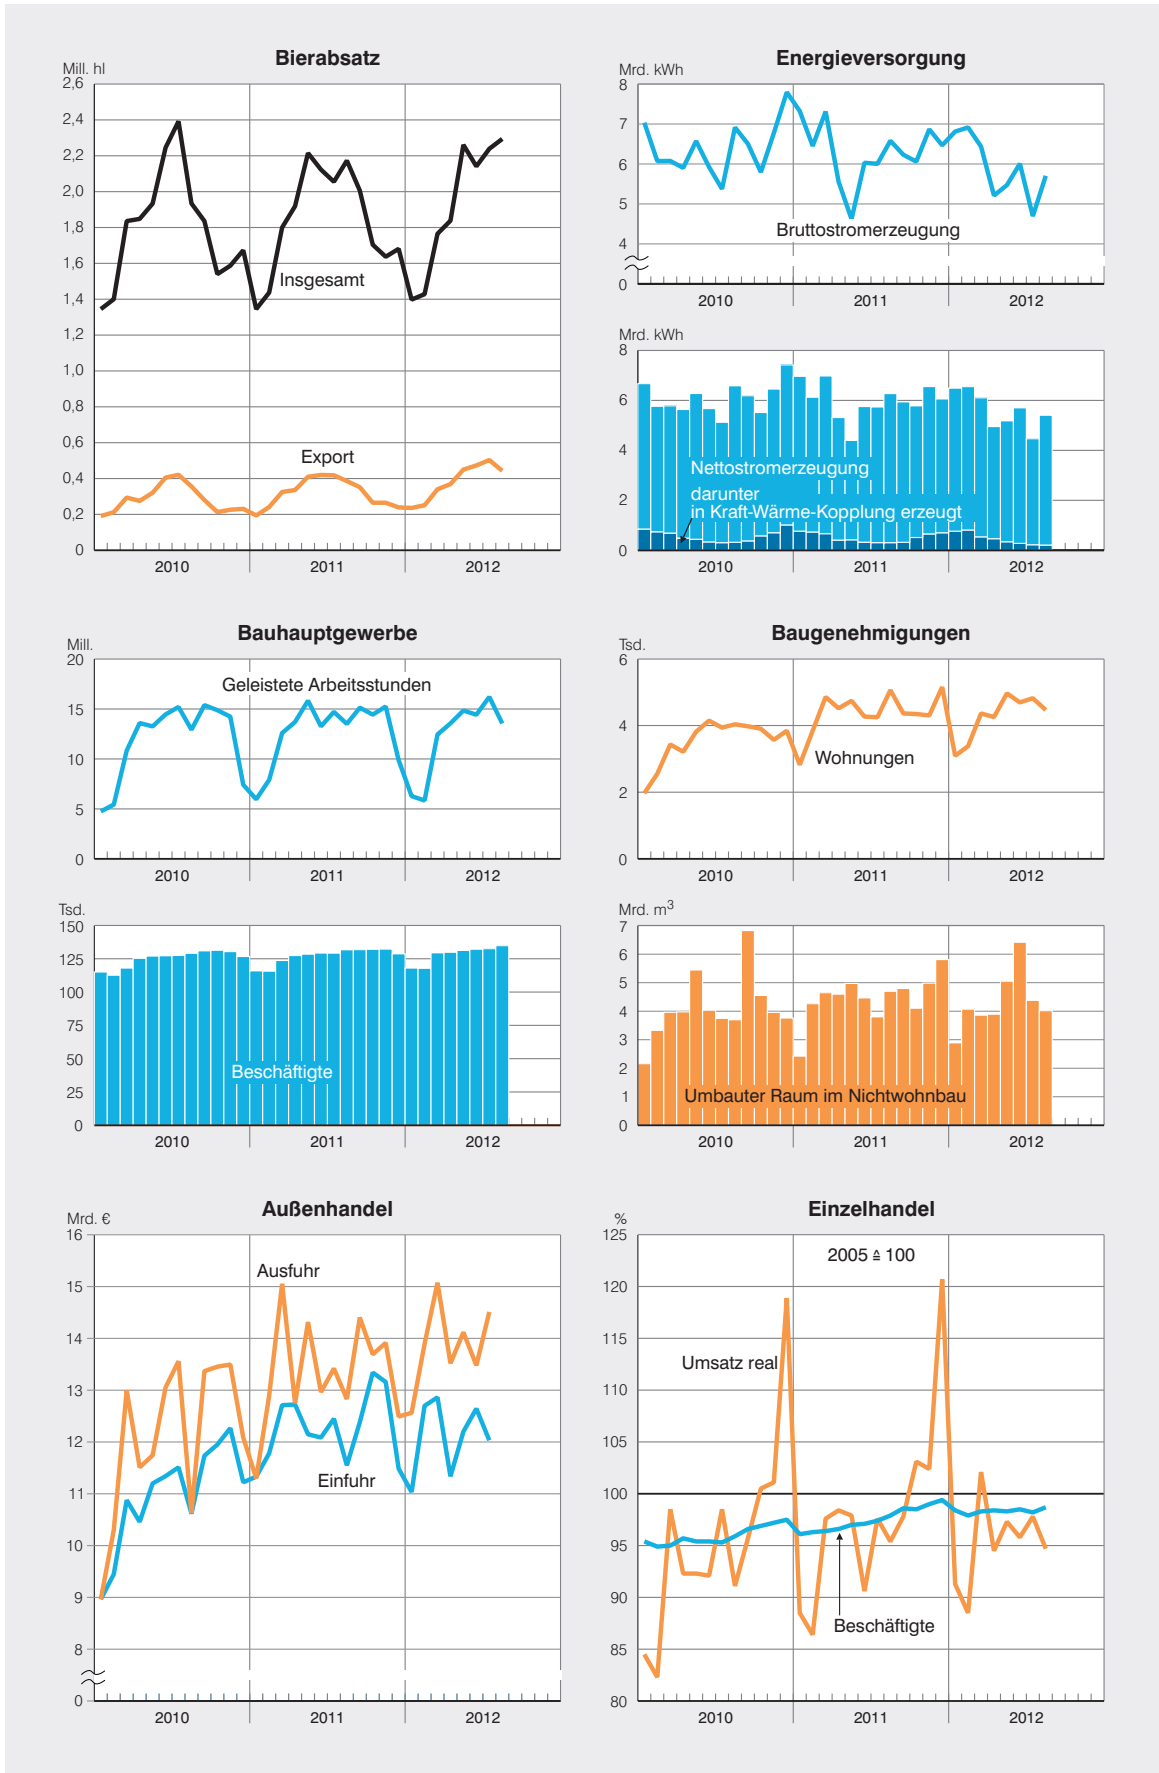 Bierabsatz
Mill. hl
2,6
2,4
2,2
2,0
1,8
1,6
1,4
1,2
1,0
0,8
0,6
0,4
0,2
0
Insgesamt
Export
2010 2011 2012
Energieversorgung
Mrd. kWh
8
7
6
5
4
0
Bruttostromerzeugung
2010 2011 2012
Mrd. kWh
8
6
4
2
0
Nettostromerzeugung
darunter
in Kraft-Wärme-Kopplung erzeugt
2010 2011 2012
Bauhauptgewerbe
Mill.
20
15
10
5
0
Geleistete Arbeitsstunden
2010 2011 2012
Tsd.
150
125
100
75
50
25
0
Beschäftigte
2010 2011 2012
Baugenehmigungen
Tsd.
6
4
2
0
Wohnungen
2010 2011 2012
Mrd. m³
7
6
5
4
3
2
1
0
Umbauter Raum im Nichtwohnbau
2010 2011 2012
Außenhandel
Mrd. €
16
15
14
13
12
11
10
9
8
0
Ausfuhr
Einfuhr
2010 2011 2012
Einzelhandel
%
125
120
115
110
105
100
95
90
85
80
2005 ≙ 100
Umsatz real
Beschäftigte
2010 2011 2012